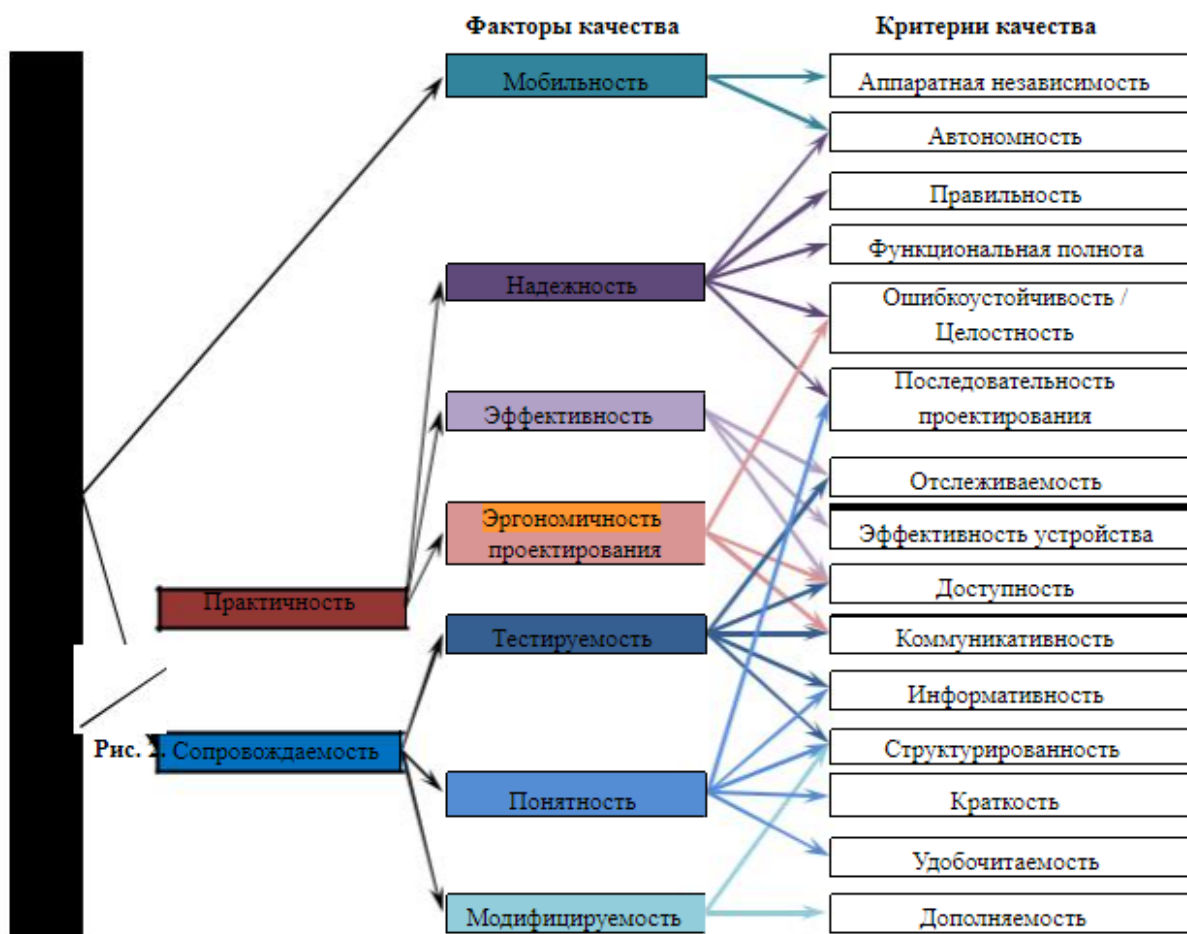 Факторы качества
Критерии качества
Мобильность
Аппаратная независимость
Автономность
Правильность
Функциональная полнота
Надежность
Ошибкоустойчивость /
Целостность
Последовательность
проектирования
Эффективность
Отслеживаемость
Эргономичность
проектирования
Эффективность устройства
Практичность
Доступность
Тестируемость
Коммуникативность
Информативность
Рис. 2. Сопровождаемость
Структурированность
Понятность
Краткость
Удобочитаемость
Модифицируемость
Дополняемость